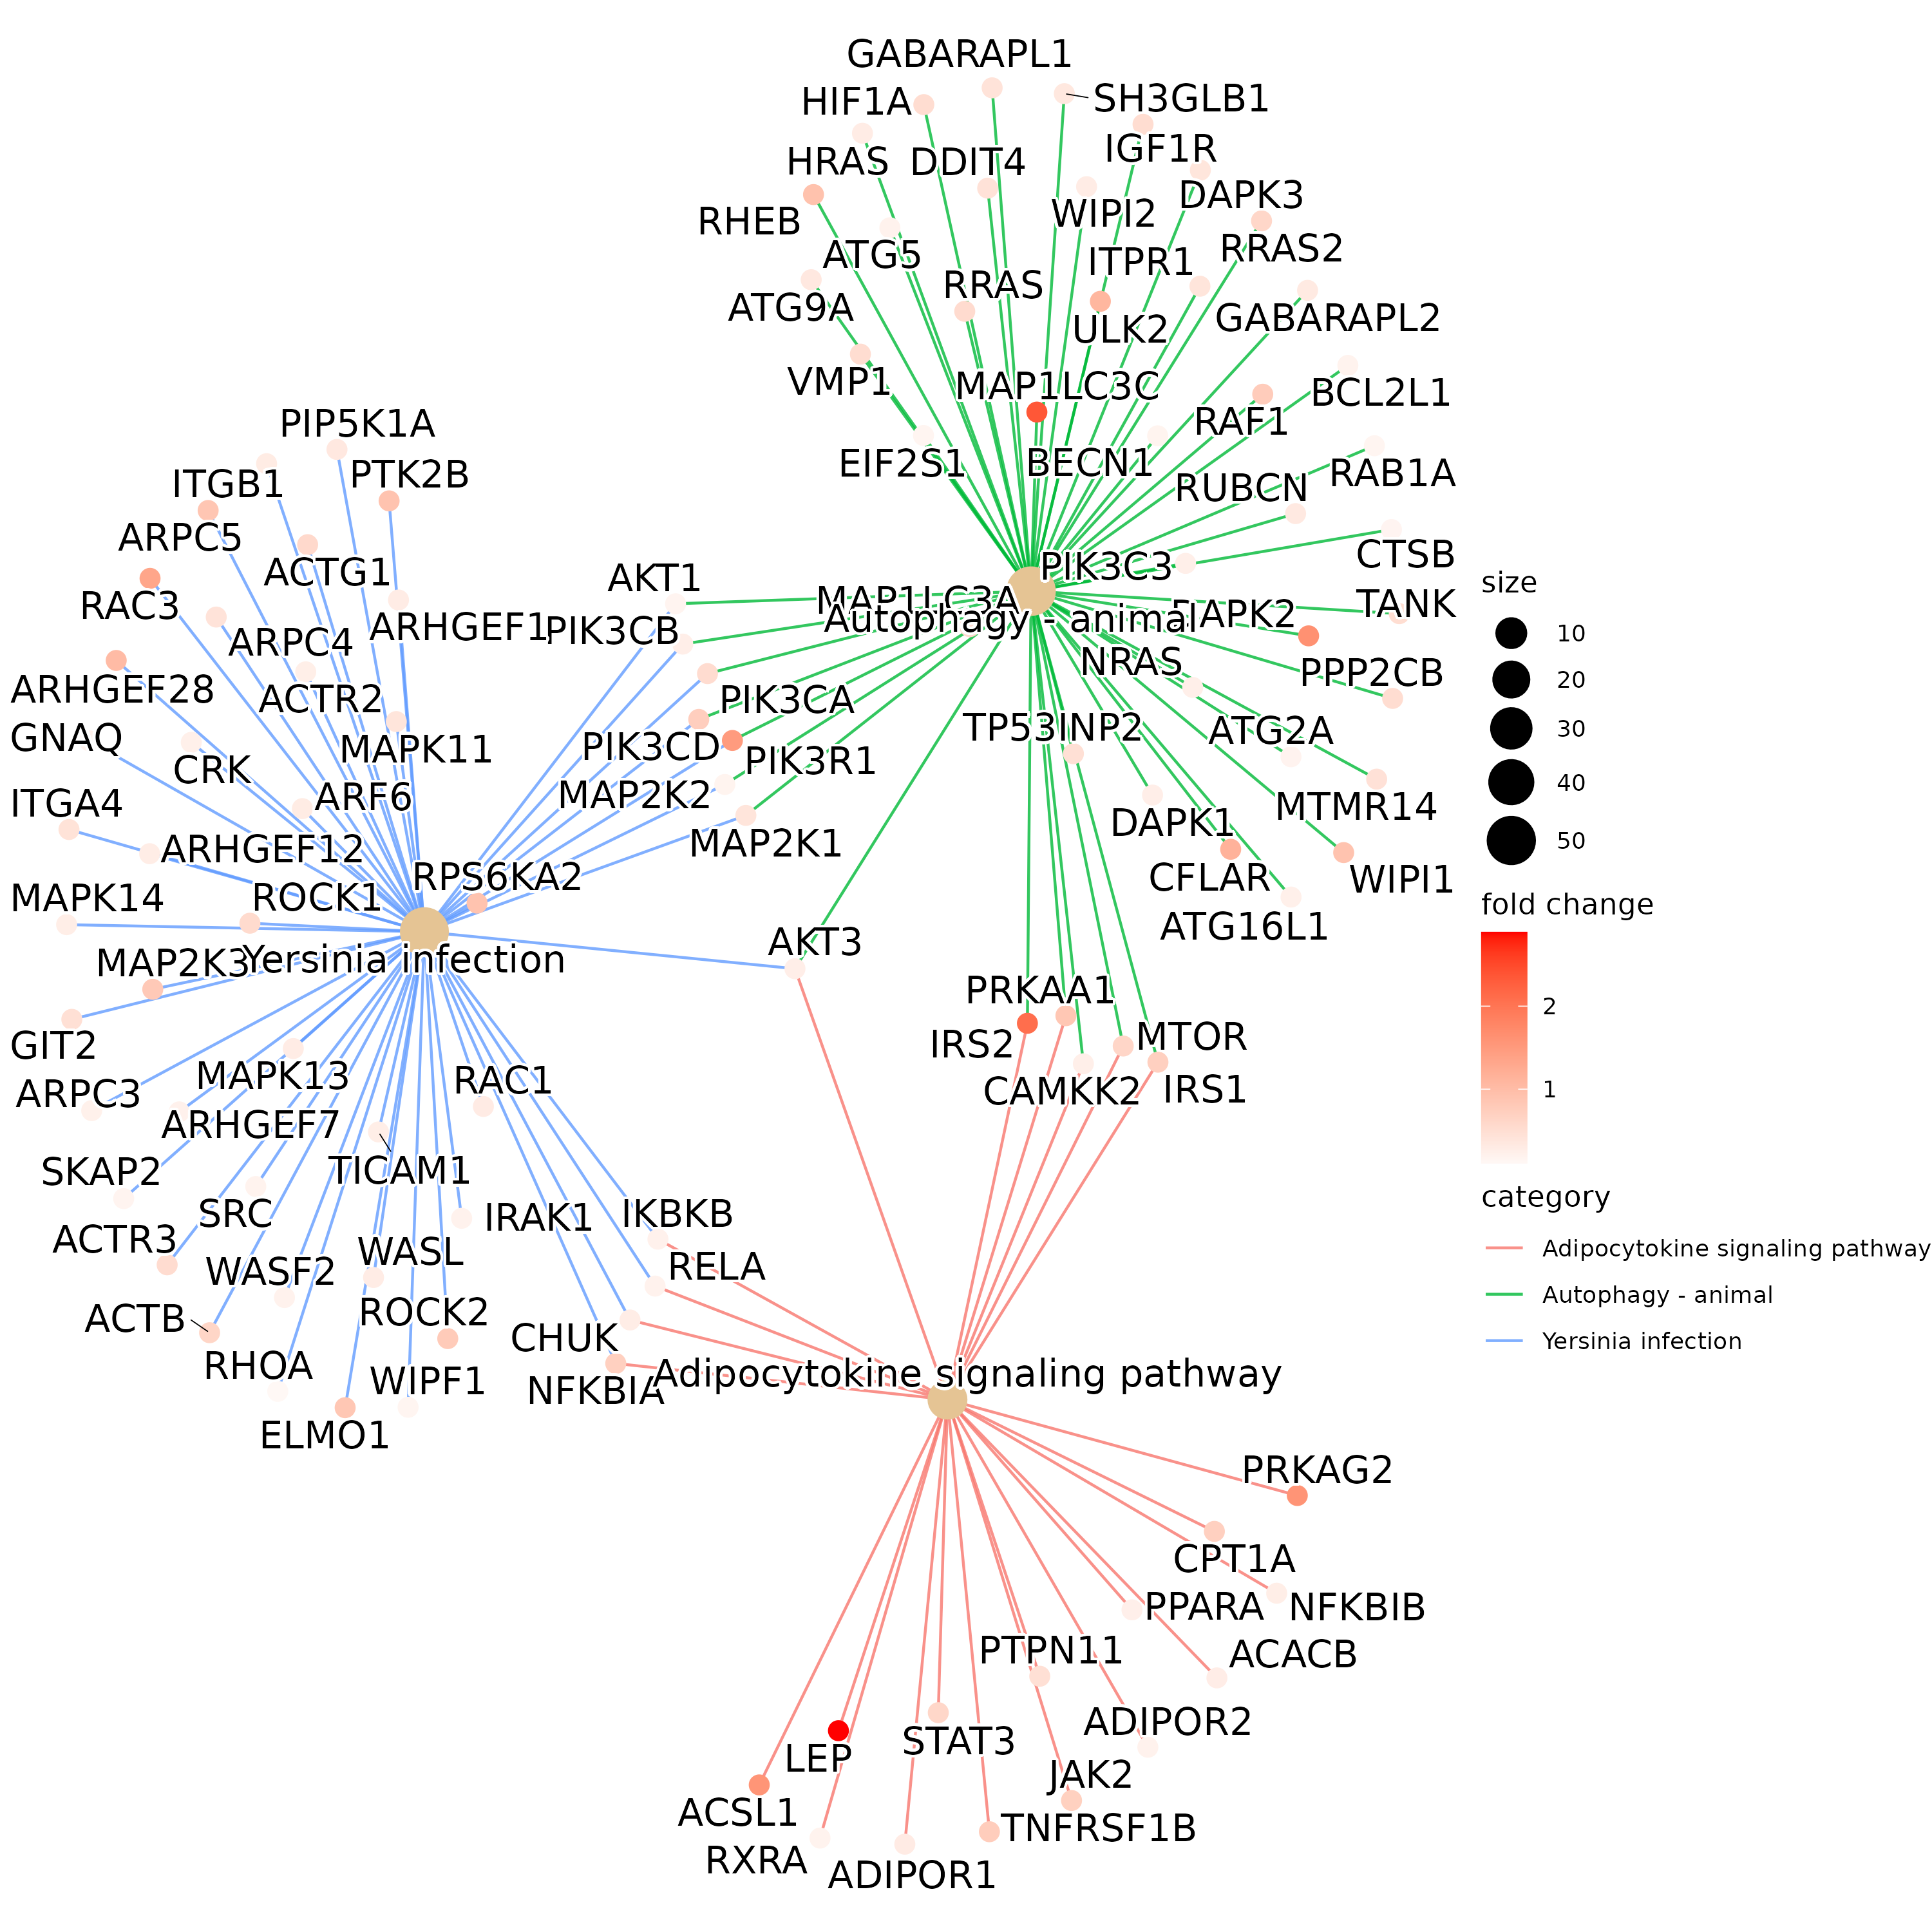 GABARAPL1
HIF1A
SH3GLB1
HRAS
DDIT4
IGF1R
RHEB
WIPI2
DAPK3
ATG5
ITPR1
RRAS2
ATG9A
RRAS
ULK2
GABARAPL2
VMP1
MAP1LC3C
BCL2L1
RAF1
EIF2S1
BECN1
RUBCN
RAB1A
PIP5K1A
ITGB1
PTK2B
ARPC5
ACTG1
RAC3
ARPC4
ARHGEF1
AKT1
PIK3CB
MAP1LC3A
PIK3C3
CTSB
Autophagy - animal
DAPK2
TANK
NRAS
PPP2CB
ARHGEF28
ACTR2
PIK3CA
GNAQ
CRK
MAPK11
PIK3CD
PIK3R1
TP53INP2
ATG2A
ITGA4
ARF6
MAP2K2
MAP2K1
DAPK1
MTMR14
ARHGEF12
MAPK14
ROCK1
RPS6KA2
CFLAR
WIPI1
ATG16L1
MAP2K3
Yersinia infection
AKT3
PRKAA1
GIT2
IRS2
MTOR
ARPC3
MAPK13
RAC1
CAMKK2
IRS1
ARHGEF7
SKAP2
TICAM1
ACTR3
SRC
IRAK1
IKBKB
WASF2
WASL
RELA
ACTB
ROCK2
CHUK
RHOA
WIPF1
NFKBIA
Adipocytokine signaling pathway
ELMO1
PRKAG2
CPT1A
PPARA
NFKBIB
PTPN11
ACACB
STAT3
ADIPOR2
LEP
JAK2
ACSL1
TNFRSF1B
RXRA
ADIPOR1
size
10
20
30
40
50
fold change
2
1
category
Adipocytokine signaling pathway
Autophagy - animal
Yersinia infection